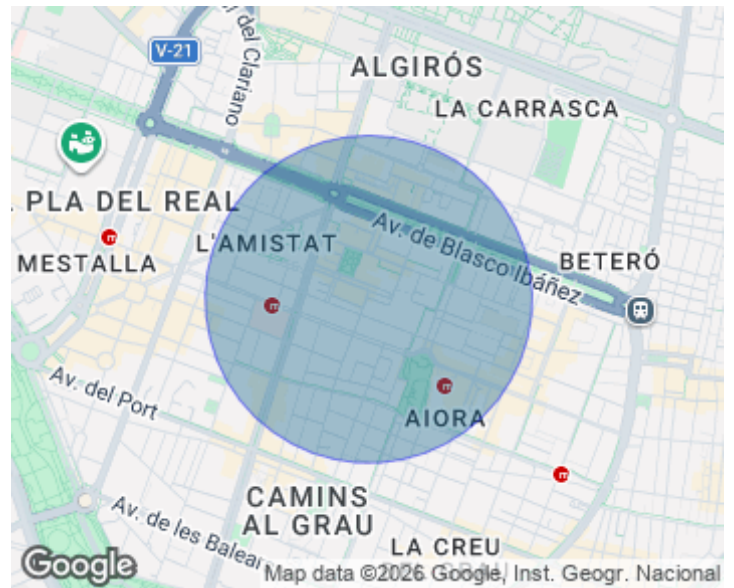 V-21
del Clariano
ALGIRÓS
LA CARRASCA
PLA DEL REAL
L'AMISTAT
MESTALLA
Av. de Blasco Ibáñez
BETERÓ
Av. del Port
AIORA
CAMINS
AL GRAU
Av. de les Balear
LA CREU
GRAU
Google
Map data ©2026 Google, Inst. Geogr. Nacional